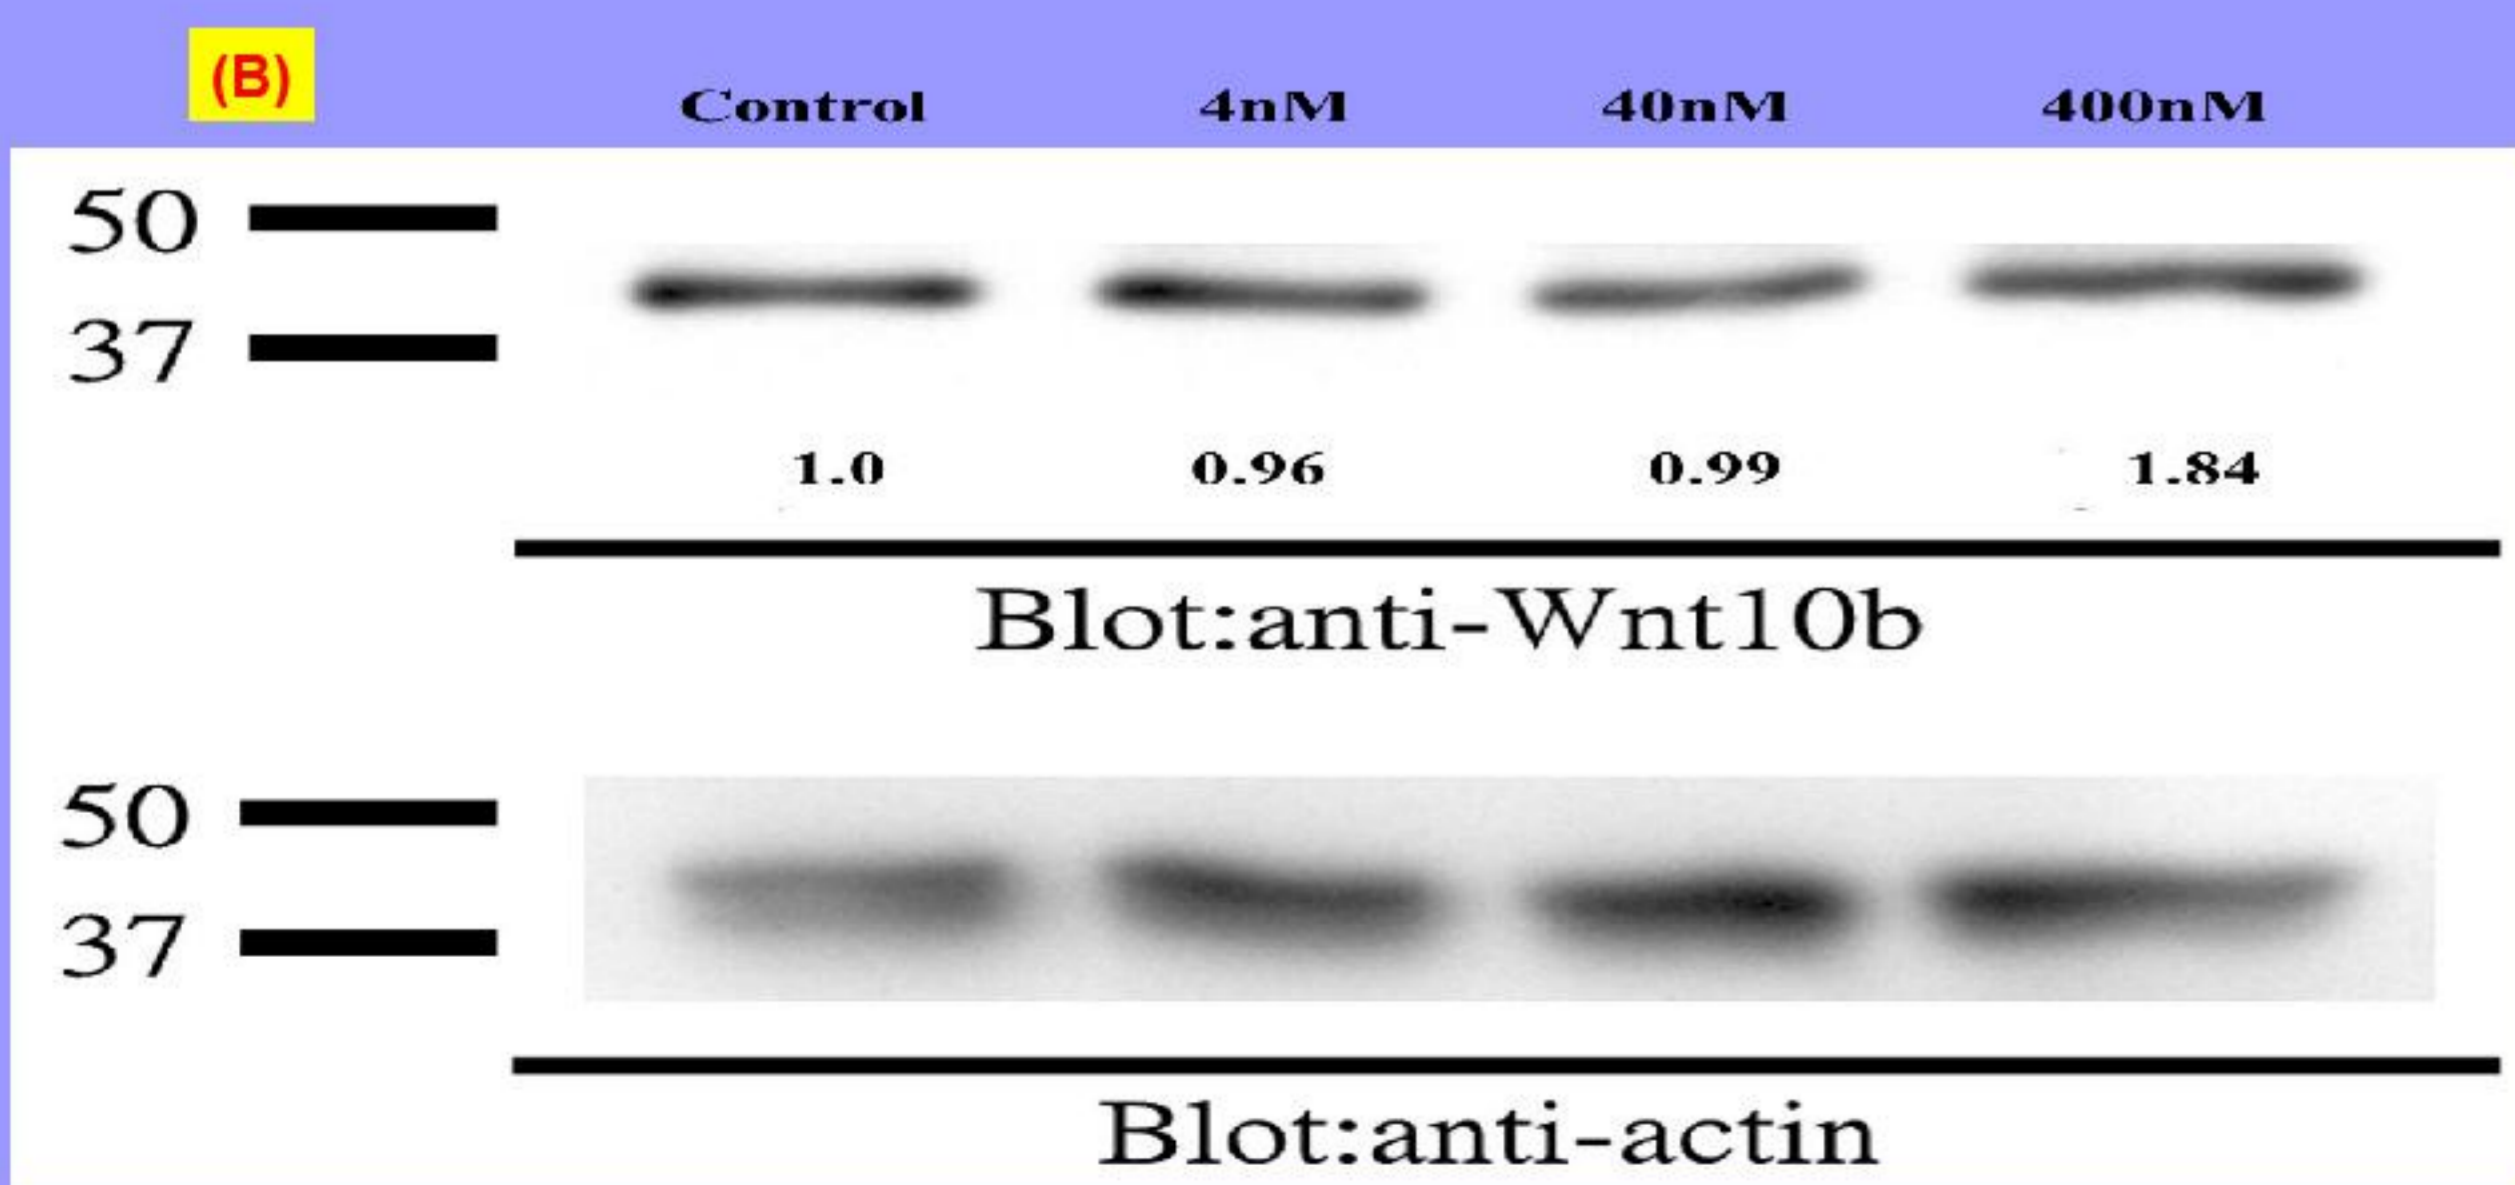 (B)
Control 4nM 40nM 400nM
50
37
1.0 0.96 0.99 1.84
Blot:anti-Wnt10b
50
37
Blot:anti-actin